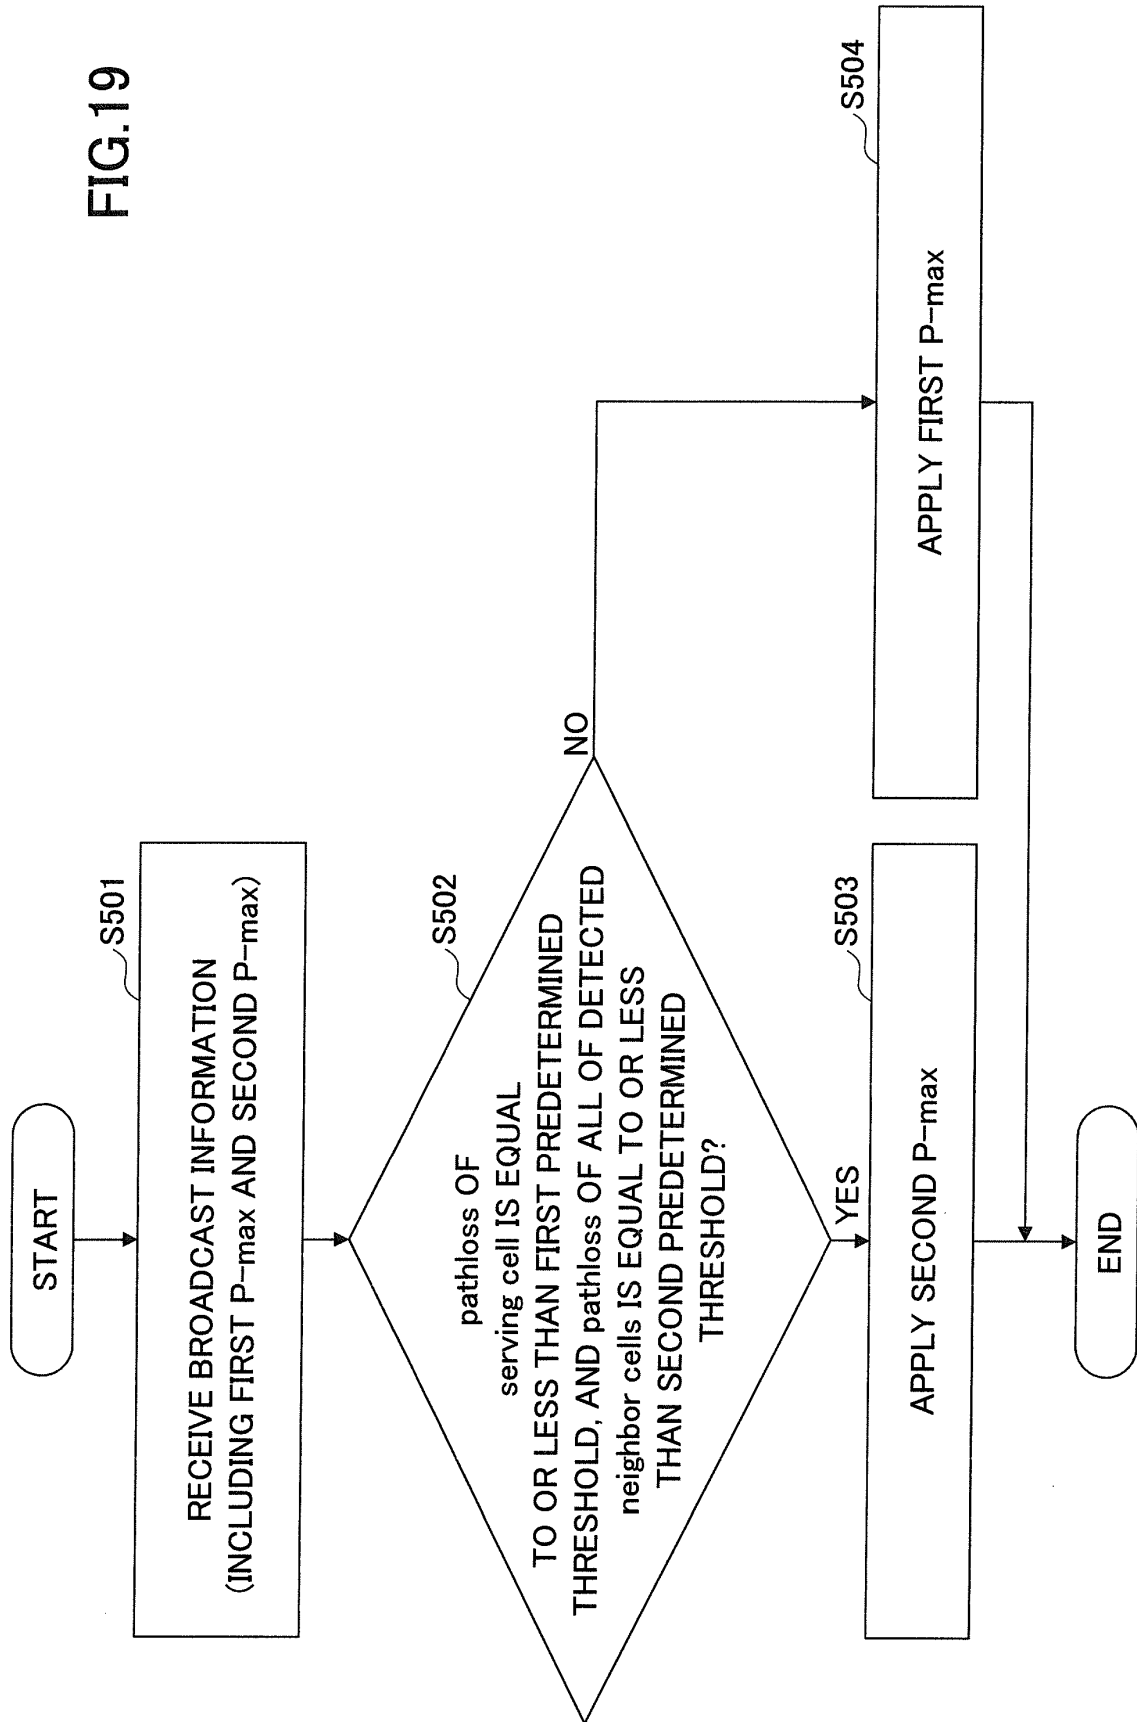 FIG.19
START
S501
RECEIVE BROADCAST INFORMATION
(INCLUDING FIRST P-max AND SECOND P-max)
S502
pathloss OF
serving cell IS EQUAL
TO OR LESS THAN FIRST PREDETERMINED
THRESHOLD, AND pathloss OF ALL OF DETECTED
neighbor cells IS EQUAL TO OR LESS
THAN SECOND PREDETERMINED
THRESHOLD?
NO
YES
S503
APPLY SECOND P-max
S504
APPLY FIRST P-max
END